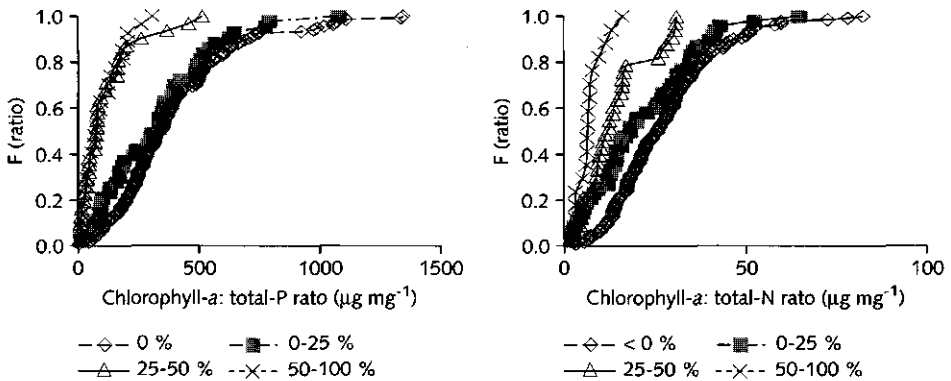 1.0
0.8
0.6
0.4
0.2
0.0
F (ratio)
0 500 1000 1500
Chlorophyll-a: total-P rato (µg mg⁻¹)
0 %
0-25 %
25-50 %
50-100 %
1.0
0.8
0.6
0.4
0.2
0.0
F (ratio)
0 50 100
Chlorophyll-a: total-N ratio (µg mg⁻¹)
< 0 %
0-25 %
25-50 %
50-100 %